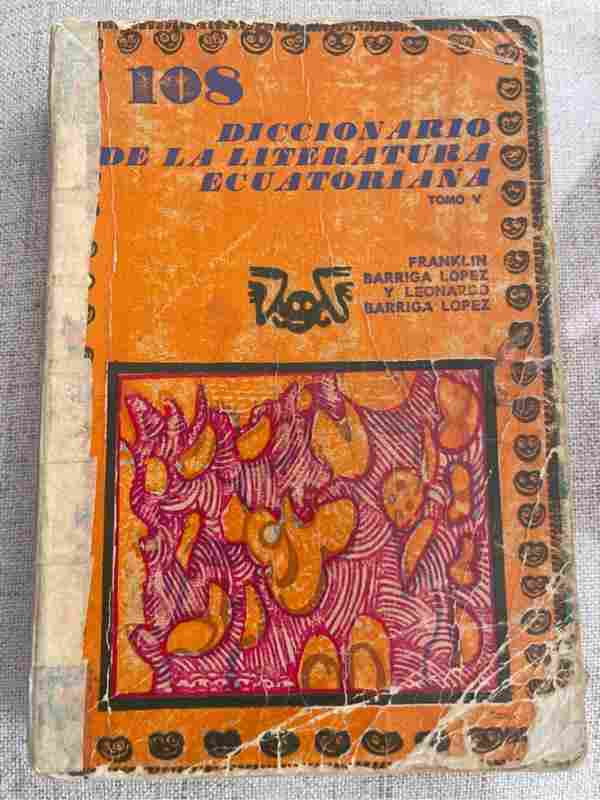 108
DICCIONARIO
DE LA LITERATURA
ECUATORIANA
TOMO V
FRANKLIN
BARRIGA LOPEZ
Y LEONARDO
BARRIGA LOPEZ